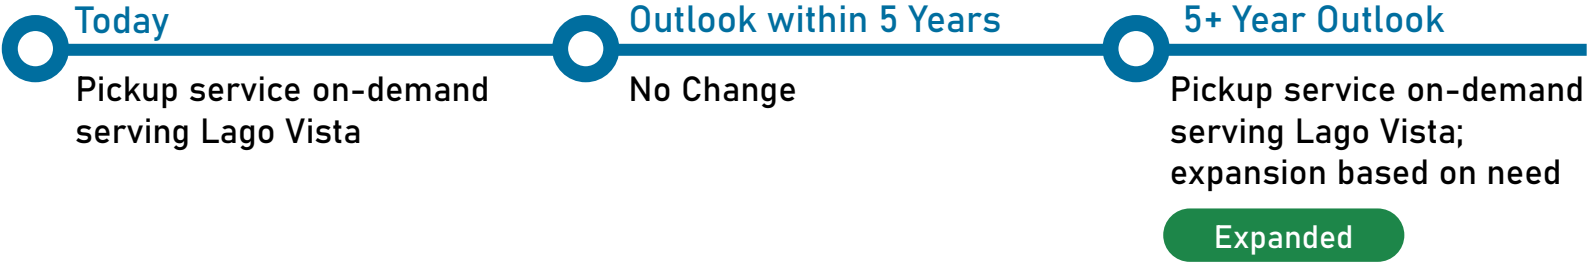 Today
Pickup service on-demand
serving Lago Vista
Outlook within 5 Years
No Change
5+ Year Outlook
Pickup service on-demand
serving Lago Vista;
expansion based on need
Expanded